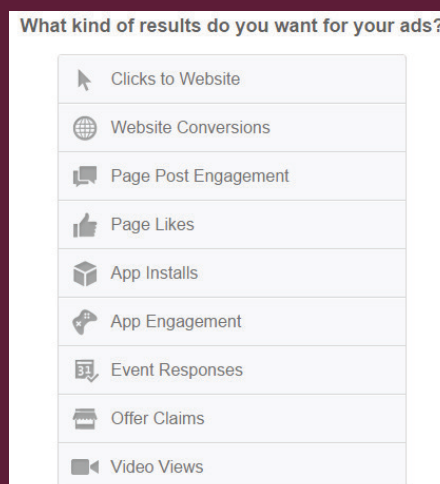 What kind of results do you want for your ads?
Clicks to Website
Website Conversions
Page Post Engagement
Page Likes
App Installs
App Engagement
31
Event Responses
Offer Claims
Video Views